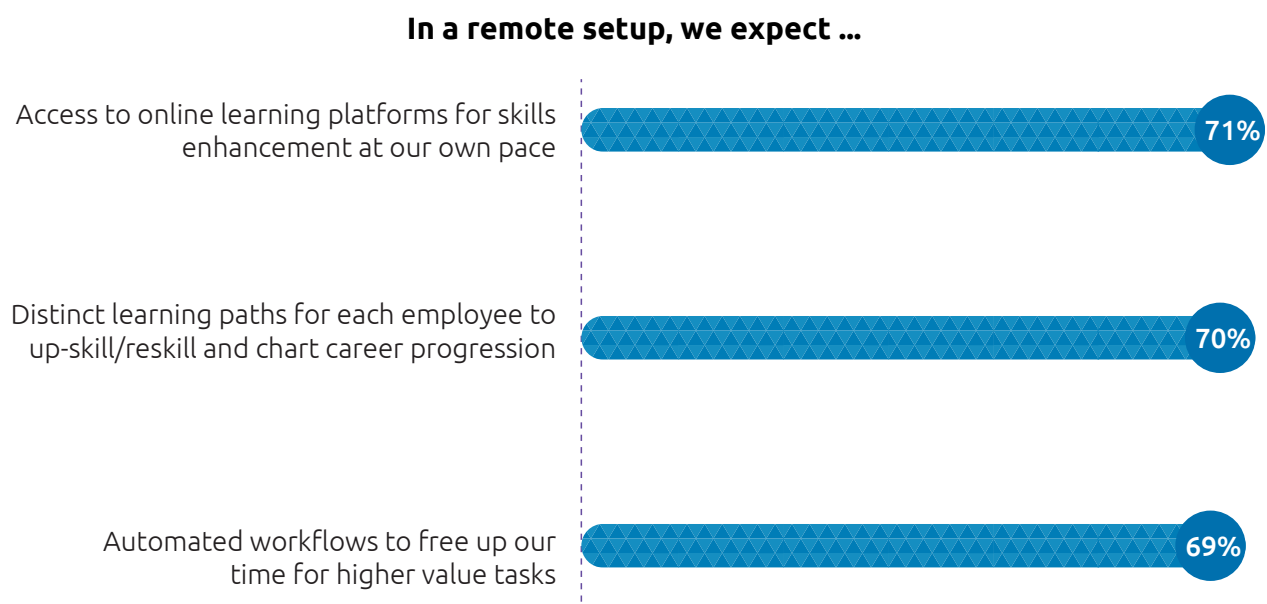 In a remote setup, we expect ...
Access to online learning platforms for skills
enhancement at our own pace
71%
Distinct learning paths for each employee to
up-skill/reskill and chart career progression
70%
Automated workflows to free up our
time for higher value tasks
69%